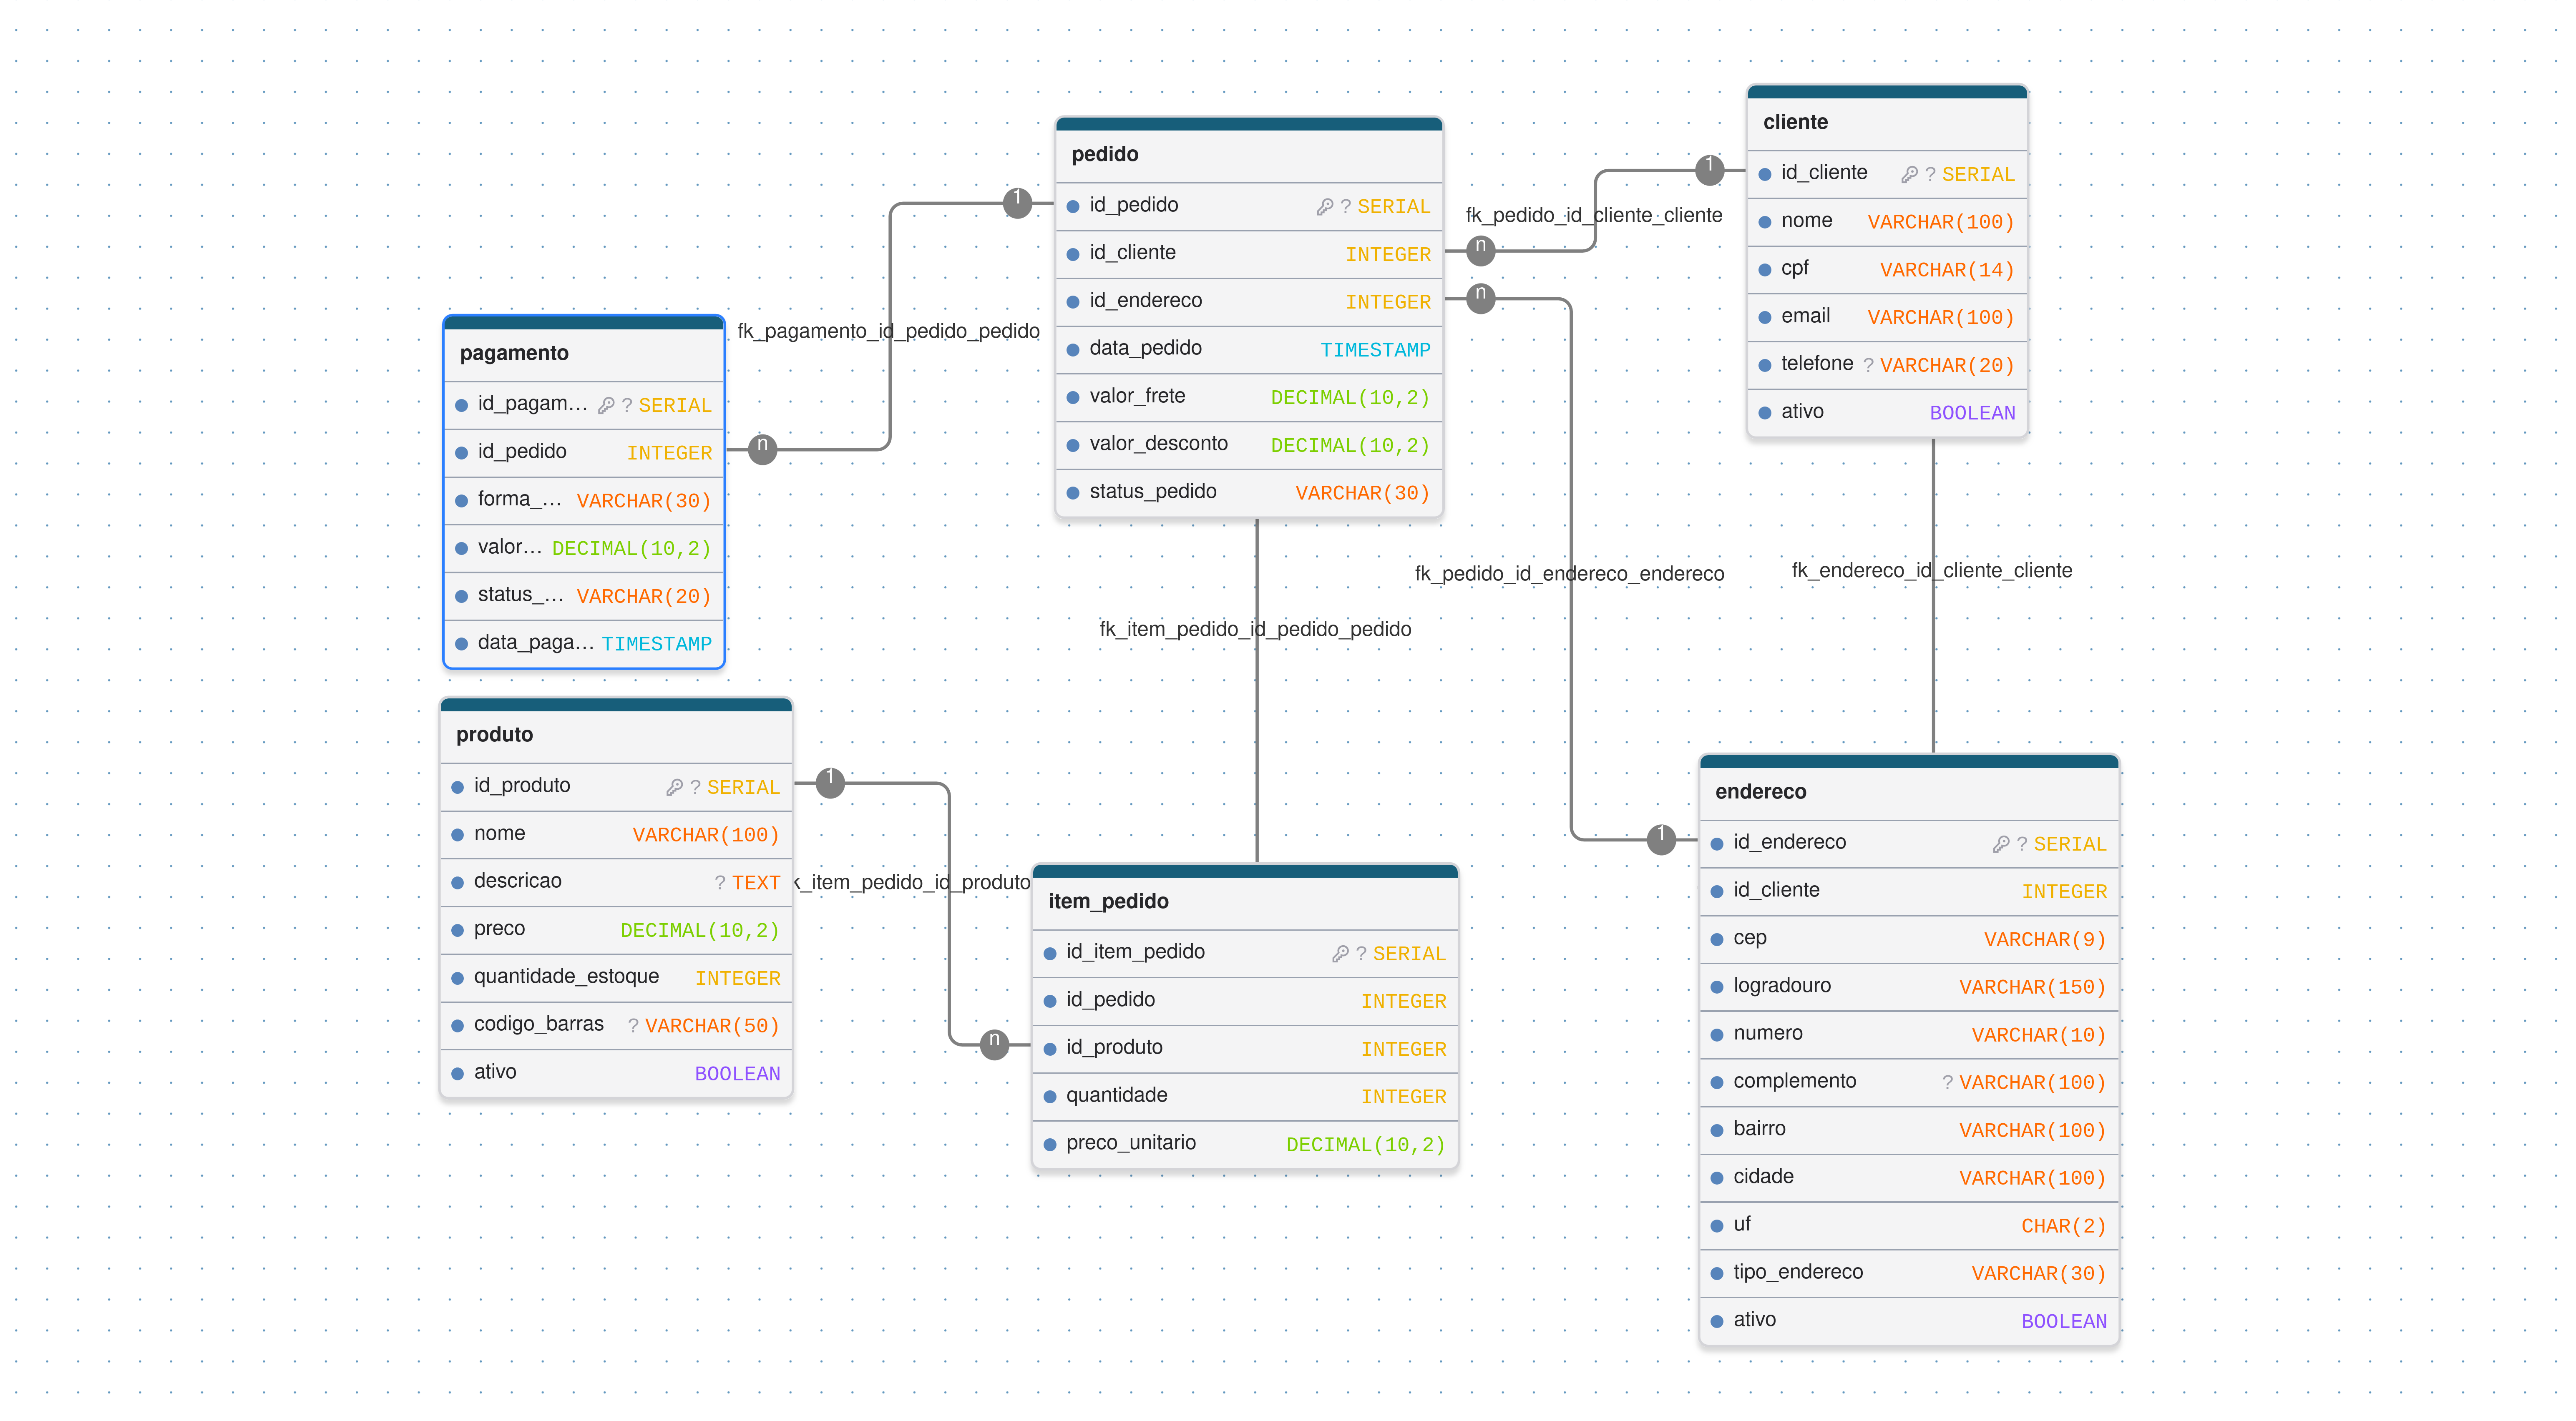 pedido
id_pedido ? SERIAL
id_cliente INTEGER
id_endereco INTEGER
data_pedido TIMESTAMP
valor_frete DECIMAL(10,2)
valor_desconto DECIMAL(10,2)
status_pedido VARCHAR(30)
cliente
id_cliente ? SERIAL
nome VARCHAR(100)
cpf VARCHAR(14)
email VARCHAR(100)
telefone ? VARCHAR(20)
ativo BOOLEAN
1
1
n
n
fk_pedido_id_cliente_cliente
fk_pagamento_id_pedido_pedido
pagamento
id_pagam... ? SERIAL
id_pedido INTEGER
forma_... VARCHAR(30)
valor... DECIMAL(10,2)
status_... VARCHAR(20)
data_paga... TIMESTAMP
n
fk_pedido_id_endereco_endereco
fk_endereco_id_cliente_cliente
fk_item_pedido_id_pedido_pedido
produto
id_produto ? SERIAL
nome VARCHAR(100)
descricao ? TEXT
preco DECIMAL(10,2)
quantidade_estoque INTEGER
codigo_barras ? VARCHAR(50)
ativo BOOLEAN
1
k_item_pedido_id_produto
n
item_pedido
id_item_pedido ? SERIAL
id_pedido INTEGER
id_produto INTEGER
quantidade INTEGER
preco_unitario DECIMAL(10,2)
1
endereco
id_endereco ? SERIAL
id_cliente INTEGER
cep VARCHAR(9)
logradouro VARCHAR(150)
numero VARCHAR(10)
complemento ? VARCHAR(100)
bairro VARCHAR(100)
cidade VARCHAR(100)
uf CHAR(2)
tipo_endereco VARCHAR(30)
ativo BOOLEAN